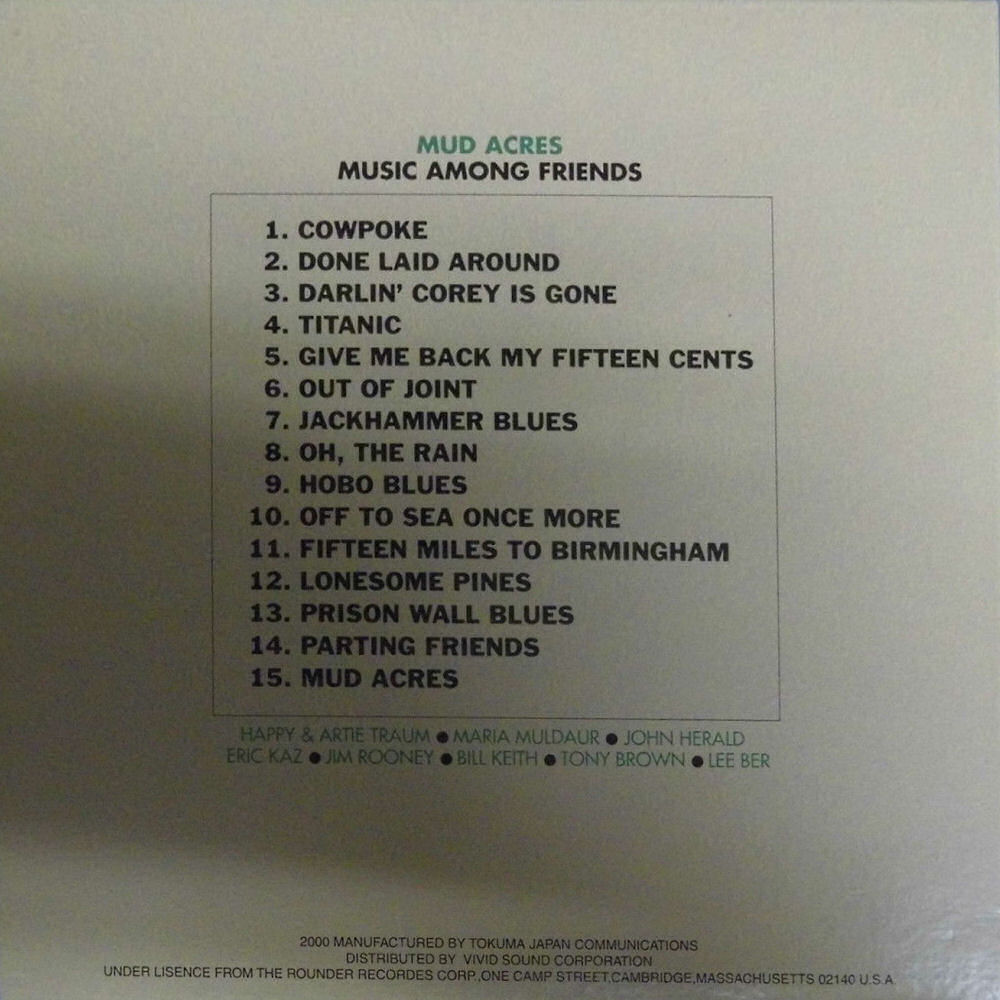 MUD ACRES
MUSIC AMONG FRIENDS
1. COWPOKE
2. DONE LAID AROUND
3. DARLIN' COREY IS GONE
4. TITANIC
5. GIVE ME BACK MY FIFTEEN CENTS
6. OUT OF JOINT
7. JACKHAMMER BLUES
8. OH, THE RAIN
9. HOBO BLUES
10. OFF TO SEA ONCE MORE
11. FIFTEEN MILES TO BIRMINGHAM
12. LONESOME PINES
13. PRISON WALL BLUES
14. PARTING FRIENDS
15. MUD ACRES
HAPPY & ARTIE TRAUM ● MARIA MULDAUR ● JOHN HERALD
ERIC KAZ ● JIM ROONEY ● BILL KEITH ● TONY BROWN ● LEE BER
2000 MANUFACTURED BY TOKUMA JAPAN COMMUNICATIONS
DISTRIBUTED BY VIVID SOUND CORPORATION
UNDER LISENCE FROM THE ROUNDER RECORDES CORP,ONE CAMP STREET,CAMBRIDGE,MASSACHUSETTS 02140 U.S.A